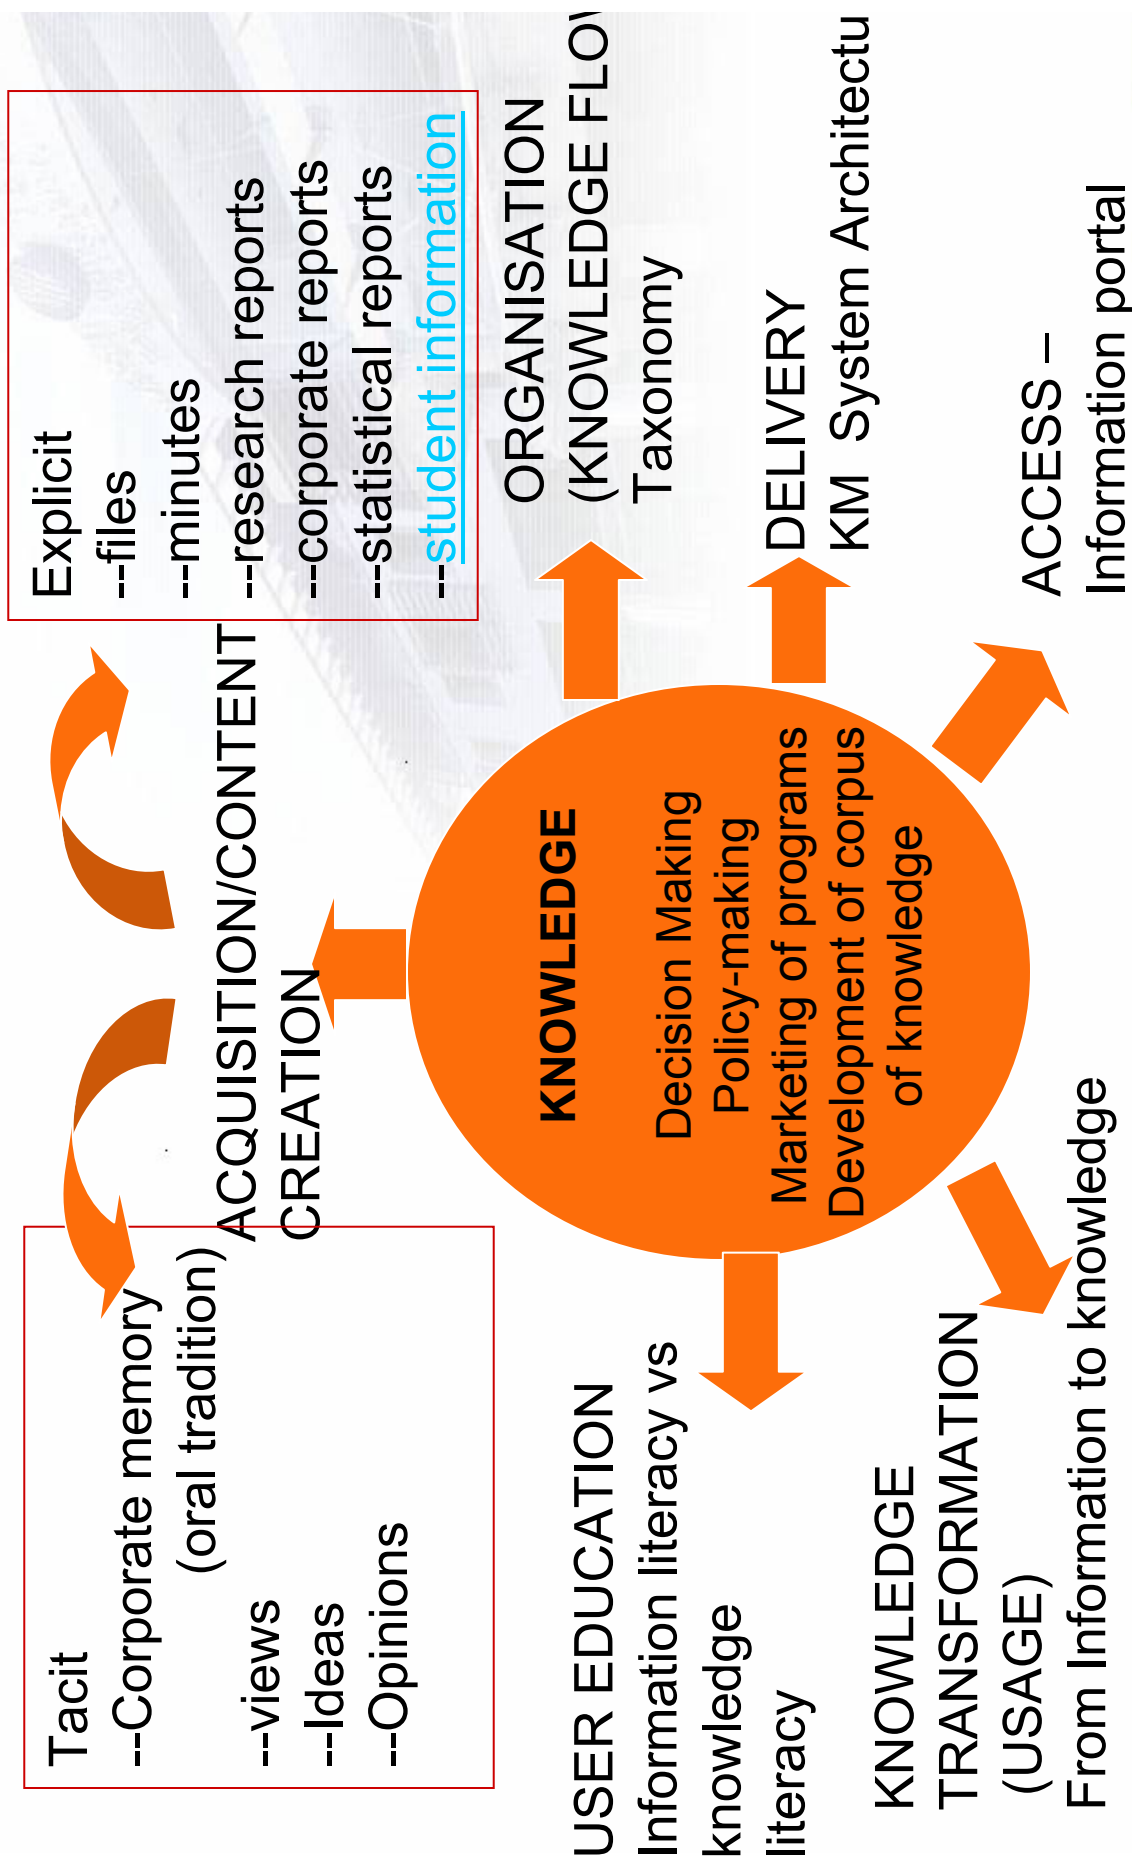 Tacit
--Corporate memory
(oral tradition)
--views
--Ideas
--Opinions
ACQUISITION/CONTENT
CREATION
Explicit
--files
--minutes
--research reports
--corporate reports
--statistical reports
--student information
ORGANISATION
(KNOWLEDGE FLOW
Taxonomy
DELIVERY
KM System Architectu
ACCESS –
Information portal
KNOWLEDGE
Decision Making
Policy-making
Marketing of programs
Development of corpus
of knowledge
USER EDUCATION
Information literacy vs
knowledge
literacy
KNOWLEDGE
TRANSFORMATION
(USAGE)
From Information to knowledge